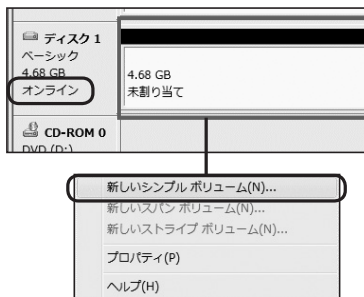 ディスク 1
ベーシック
4.68 GB
オンライン
4.68 GB
未割り当て
CD-ROM 0
DVD (D:)
新しいシンプル ボリューム(N)...
新しいスパン ボリューム(N)...
新しいストライプ ボリューム(N)...
プロパティ(P)
ヘルプ(H)